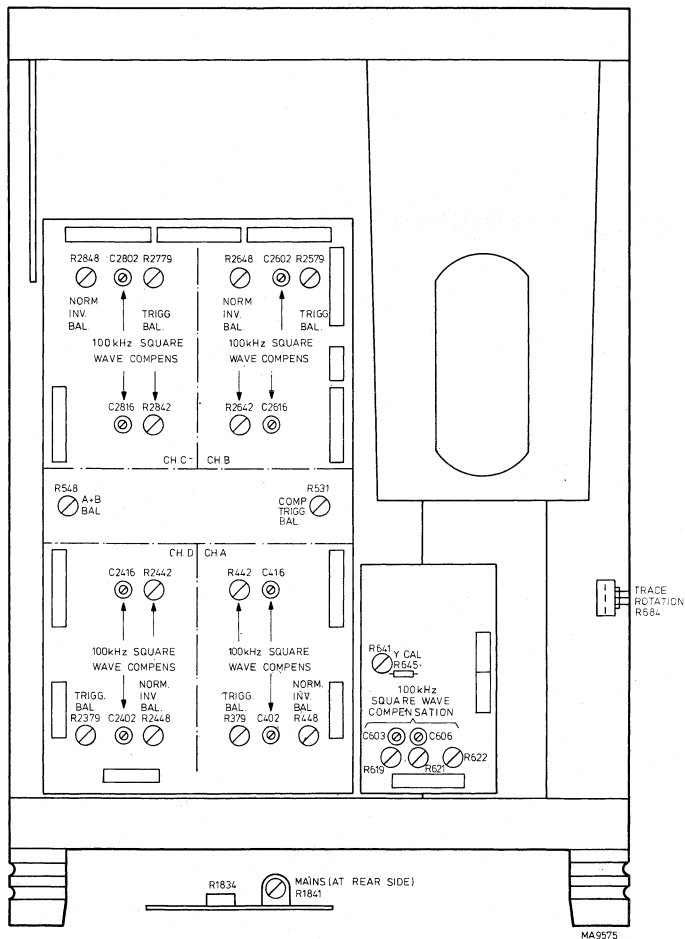 R2848 C2802 R2779
R2648 C2602 R2579
NORM
INV.
BAL.
TRIGG.
BAL.
NORM
INV.
BAL.
TRIGG
BAL.
100kHz SQUARE
WAVE COMPENS
100kHz SQUARE
WAVE COMPENS
C2816 R2842
R2642 C2616
CH.C CH.B
R548
A+B
BAL
R531
COMP
TRIGG
BAL.
CH.D CH.A
C2416 R2442
R442 C416
TRACE
ROTATION
R684
100kHz SQUARE
WAVE COMPENS
100kHz SQUARE
WAVE COMPENS
R641 Y CAL
R645
100kHz
SQUARE WAVE
COMPENSATION
TRIGG.
BAL
NORM.
INV.
BAL
TRIGG.
BAL.
NORM.
INV.
BAL
R2379 C2402 R2448
R379 C402 R448
C603 C606
R619 R621 R622
R1834
MAINS (AT REAR SIDE)
R1841
MA9575